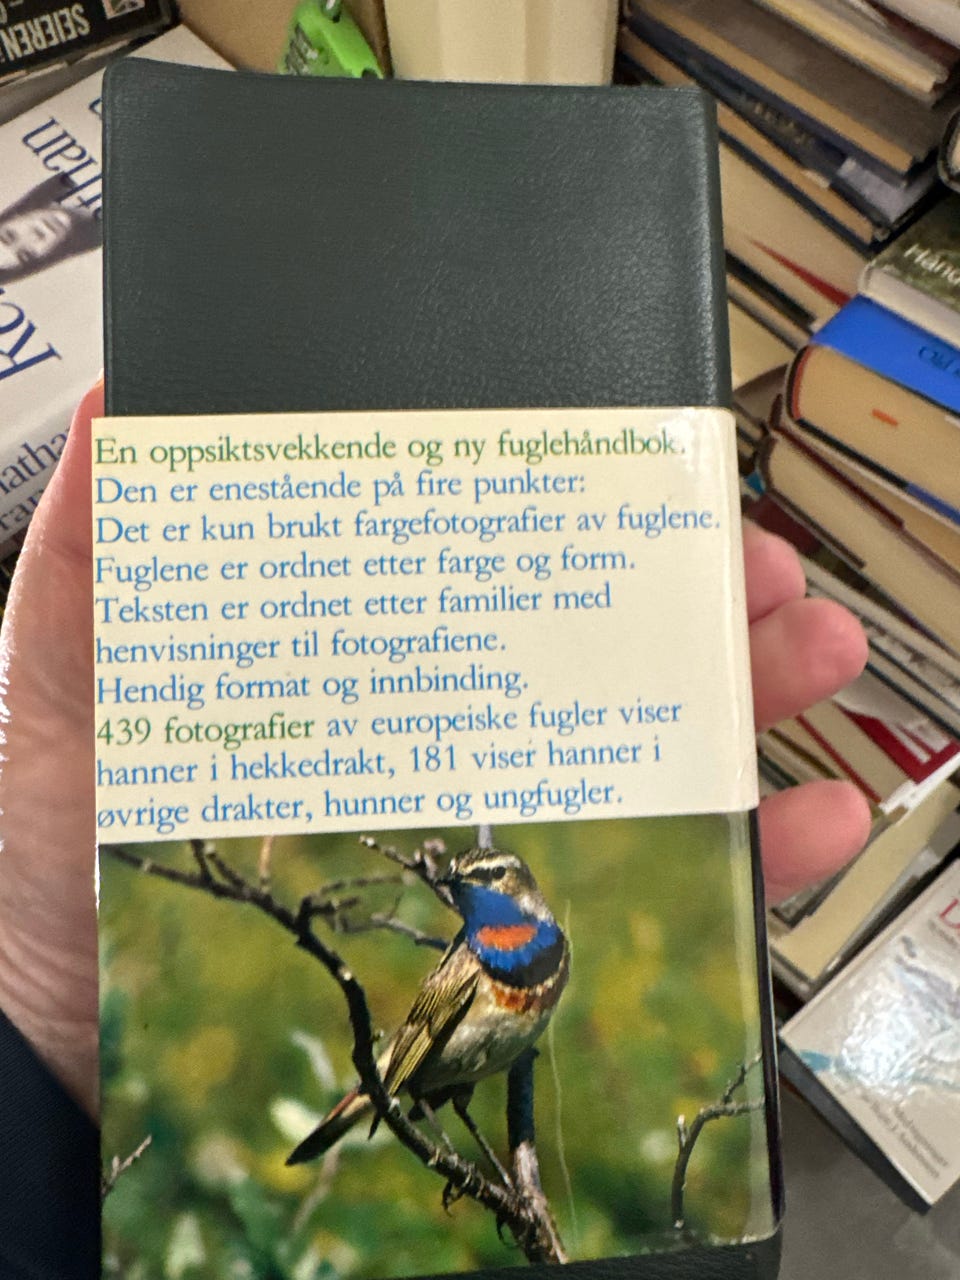 En oppsiktsvekkende og ny fuglehåndbok.
Den er enestående på fire punkter:
Det er kun brukt fargefotografier av fuglene.
Fuglene er ordnet etter farge og form.
Teksten er ordnet etter familier med
henvisninger til fotografiene.
Hendig format og innbinding.
439 fotografier av europeiske fugler viser
hanner i hekkedrakt, 181 viser hanner i
øvrige drakter, hunner og ungfugler.
SEIEREN